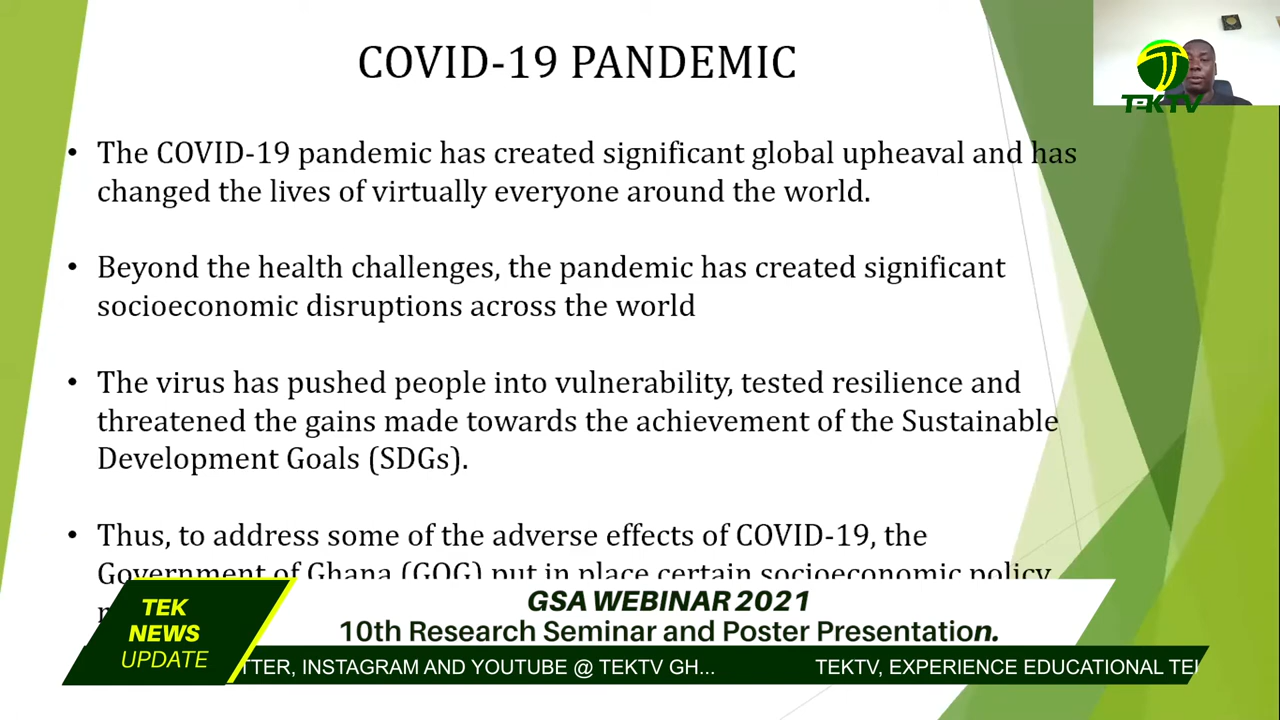 COVID-19 PANDEMIC
TEKTV
• The COVID-19 pandemic has created significant global upheaval and has
changed the lives of virtually everyone around the world.
• Beyond the health challenges, the pandemic has created significant
socioeconomic disruptions across the world
• The virus has pushed people into vulnerability, tested resilience and
threatened the gains made towards the achievement of the Sustainable
Development Goals (SDGs).
• Thus, to address some of the adverse effects of COVID-19, the
Government of Ghana (GOG) put in place certain socioeconomic policy
TEK
NEWS
UPDATE
GSA WEBINAR 2021
10th Research Seminar and Poster Presentation.
TTER, INSTAGRAM AND YOUTUBE @ TEKTV GH... TEKTV, EXPERIENCE EDUCATIONAL TEL